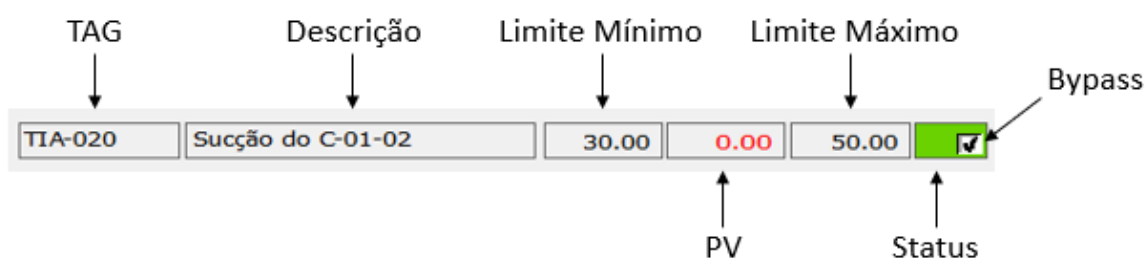 TAG Descrição Limite Mínimo Limite Máximo
Bypass
TIA-020 Sucção do C-01-02 30.00 0.00 50.00
PV Status